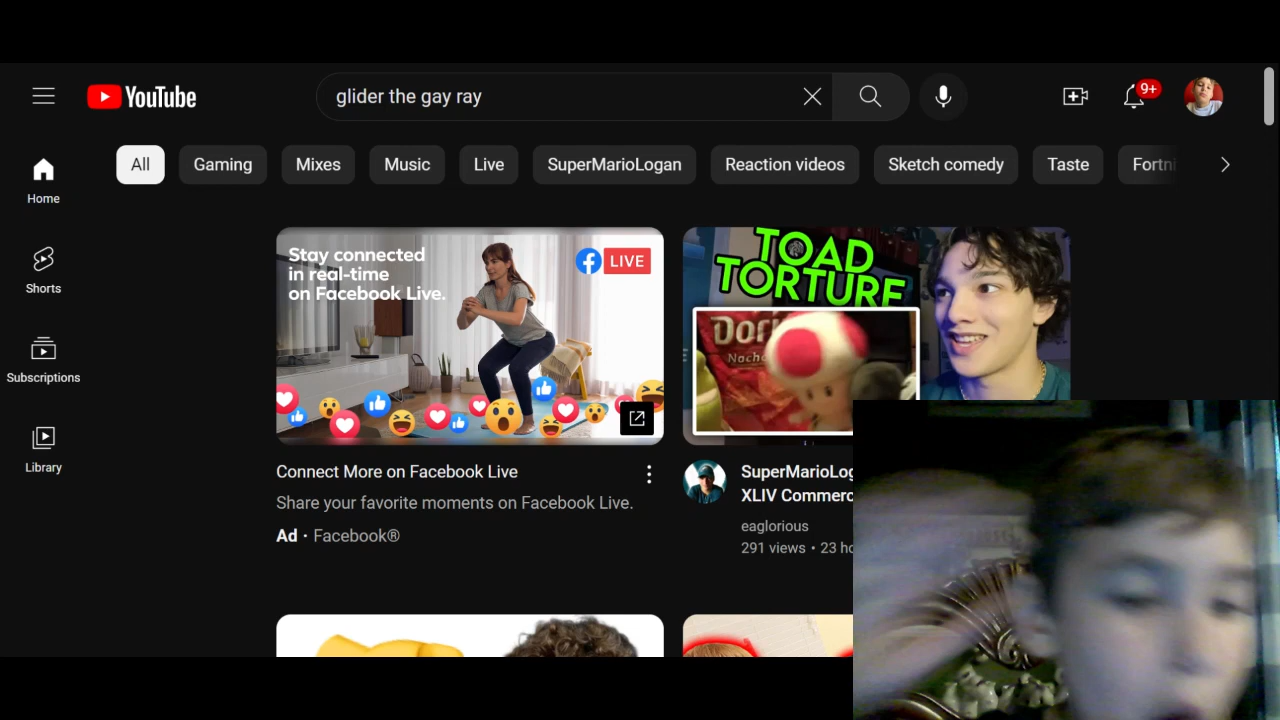 YouTube
glider the gay ray
9+
All
Gaming
Mixes
Music
Live
SuperMarioLogan
Reaction videos
Sketch comedy
Taste
Home
Shorts
Subscriptions
Library
Stay connected
in real-time
on Facebook Live.
LIVE
TOAD
TORTURE
Nacho
Connect More on Facebook Live
Share your favorite moments on Facebook Live.
Ad · Facebook®
XLIV
eaglorious
291 views · 23